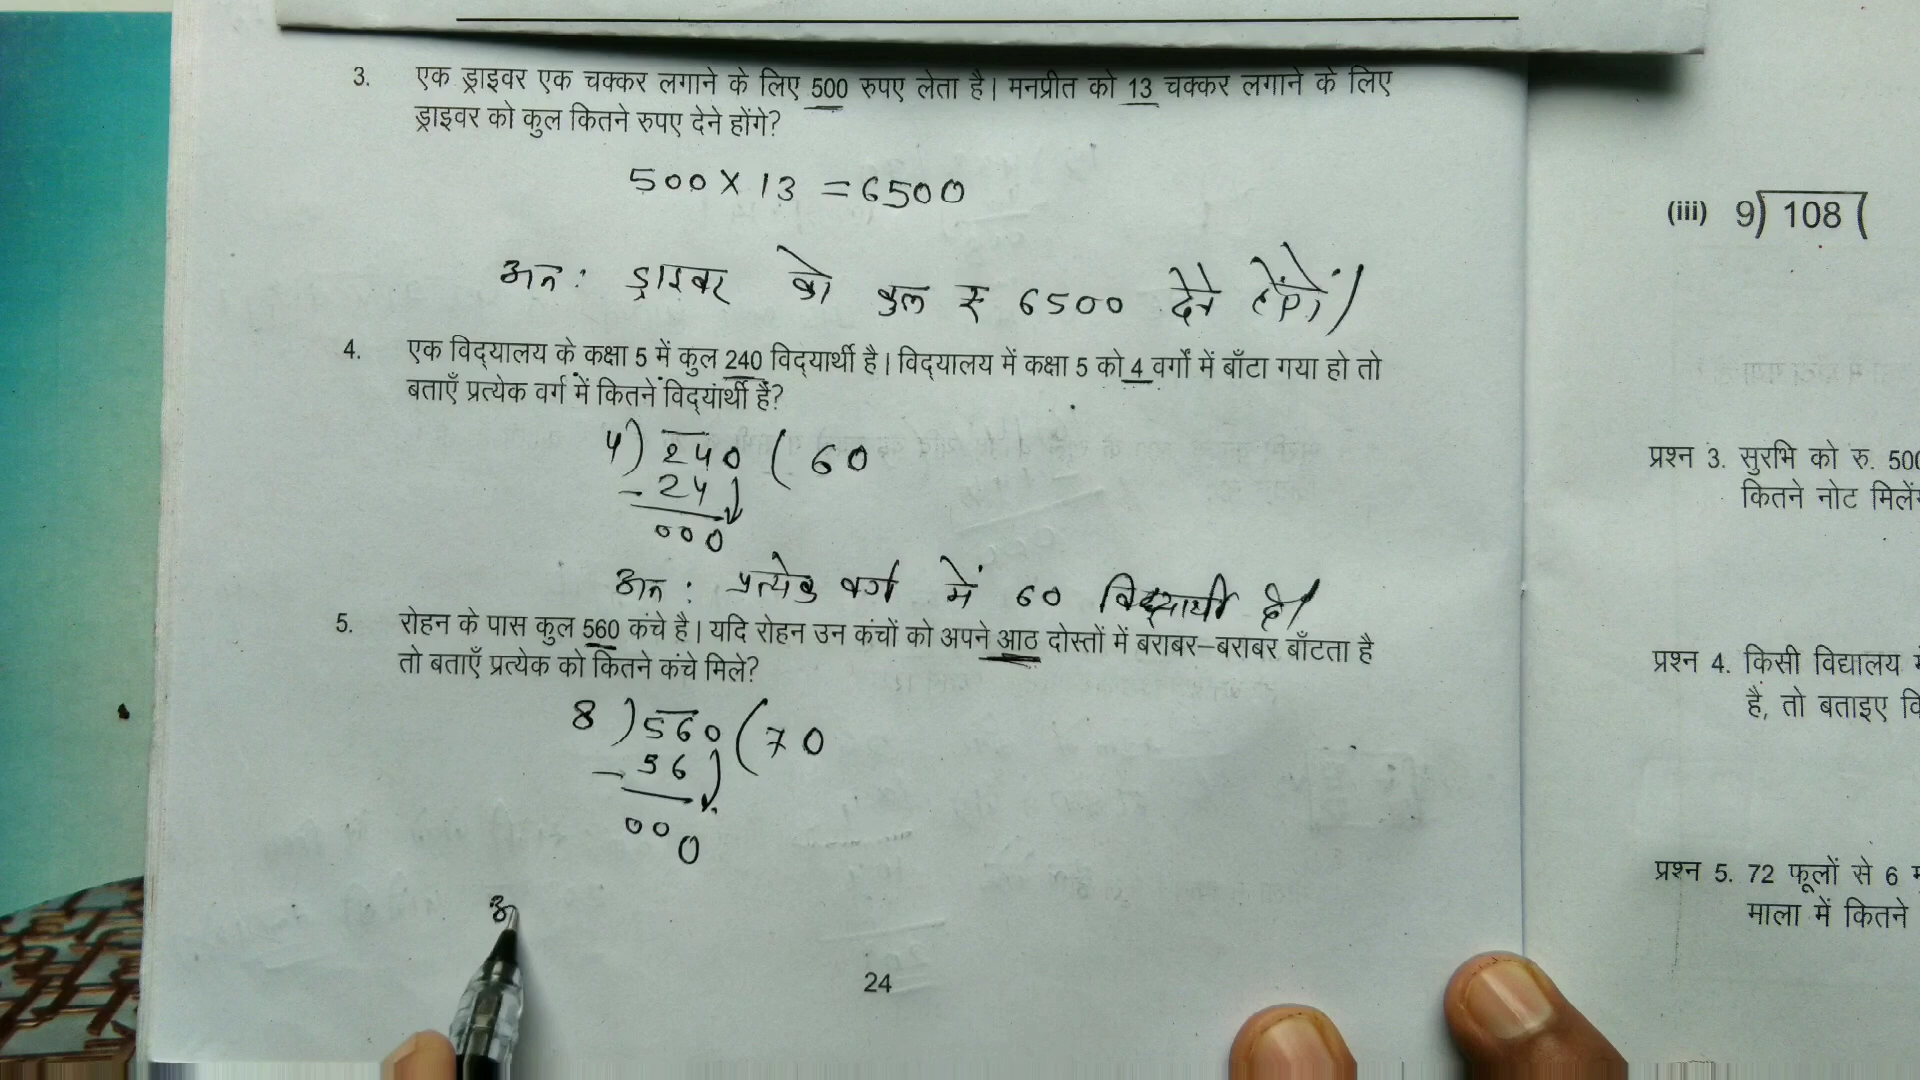 3. एक ड्राइवर एक चक्कर लगाने के लिए 500 रुपए लेता है। मनप्रीत को 13 चक्कर लगाने के लिए
ड्राइवर को कुल कितने रुपए देने होंगे?
500 × 13 = 6500
अतः ड्राइवर को कुल रु 6500 देने होंगे।
4. एक विद्यालय के कक्षा 5 में कुल 240 विद्यार्थी है। विद्यालय में कक्षा 5 को 4 वर्गों में बाँटा गया हो तो
बताएँ प्रत्येक वर्ग में कितने विद्यार्थी हैं?
4) 240 ( 60
- 24
000
अतः प्रत्येक वर्ग में 60 विद्यार्थी है।
5. रोहन के पास कुल 560 कंचे है। यदि रोहन उन कंचों को अपने आठ दोस्तों में बराबर–बराबर बाँटता है
तो बताएँ प्रत्येक को कितने कंचे मिले?
8 ) 560 ( 70
- 56
000
अ
24
(iii) 9) 108 (
प्रश्न 3. सुरभि को रु. 500
कितने नोट मिलें
प्रश्न 4. किसी विद्यालय
हैं, तो बताइए
प्रश्न 5. 72 फूलों से 6
माला में कितने